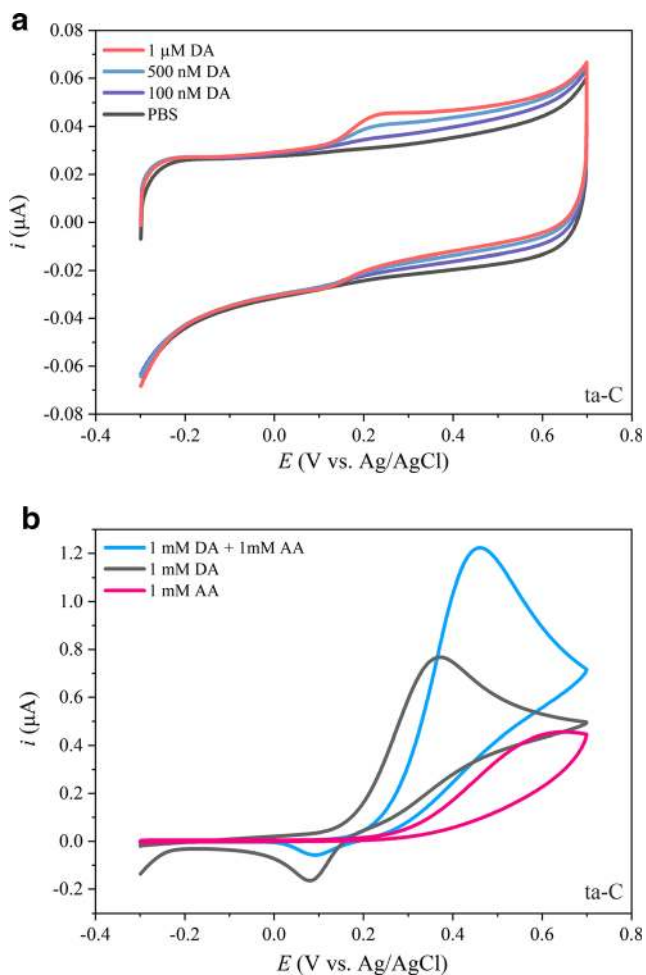 a
1 μM DA
500 nM DA
100 nM DA
PBS
0.08
0.06
0.04
0.02
0.00
-0.02
-0.04
-0.06
0.08
i (μA)
ta-C
-0.4 -0.2 0.0 0.2 0.4 0.6 0.8
E (V vs. Ag/AgCl)
b
1 mM DA + 1mM AA
1 mM DA
1 mM AA
1.2
1.0
0.8
0.6
0.4
0.2
0.0
-0.2
i (μA)
ta-C
-0.4 -0.2 0.0 0.2 0.4 0.6 0.8
E (V vs. Ag/AgCl)